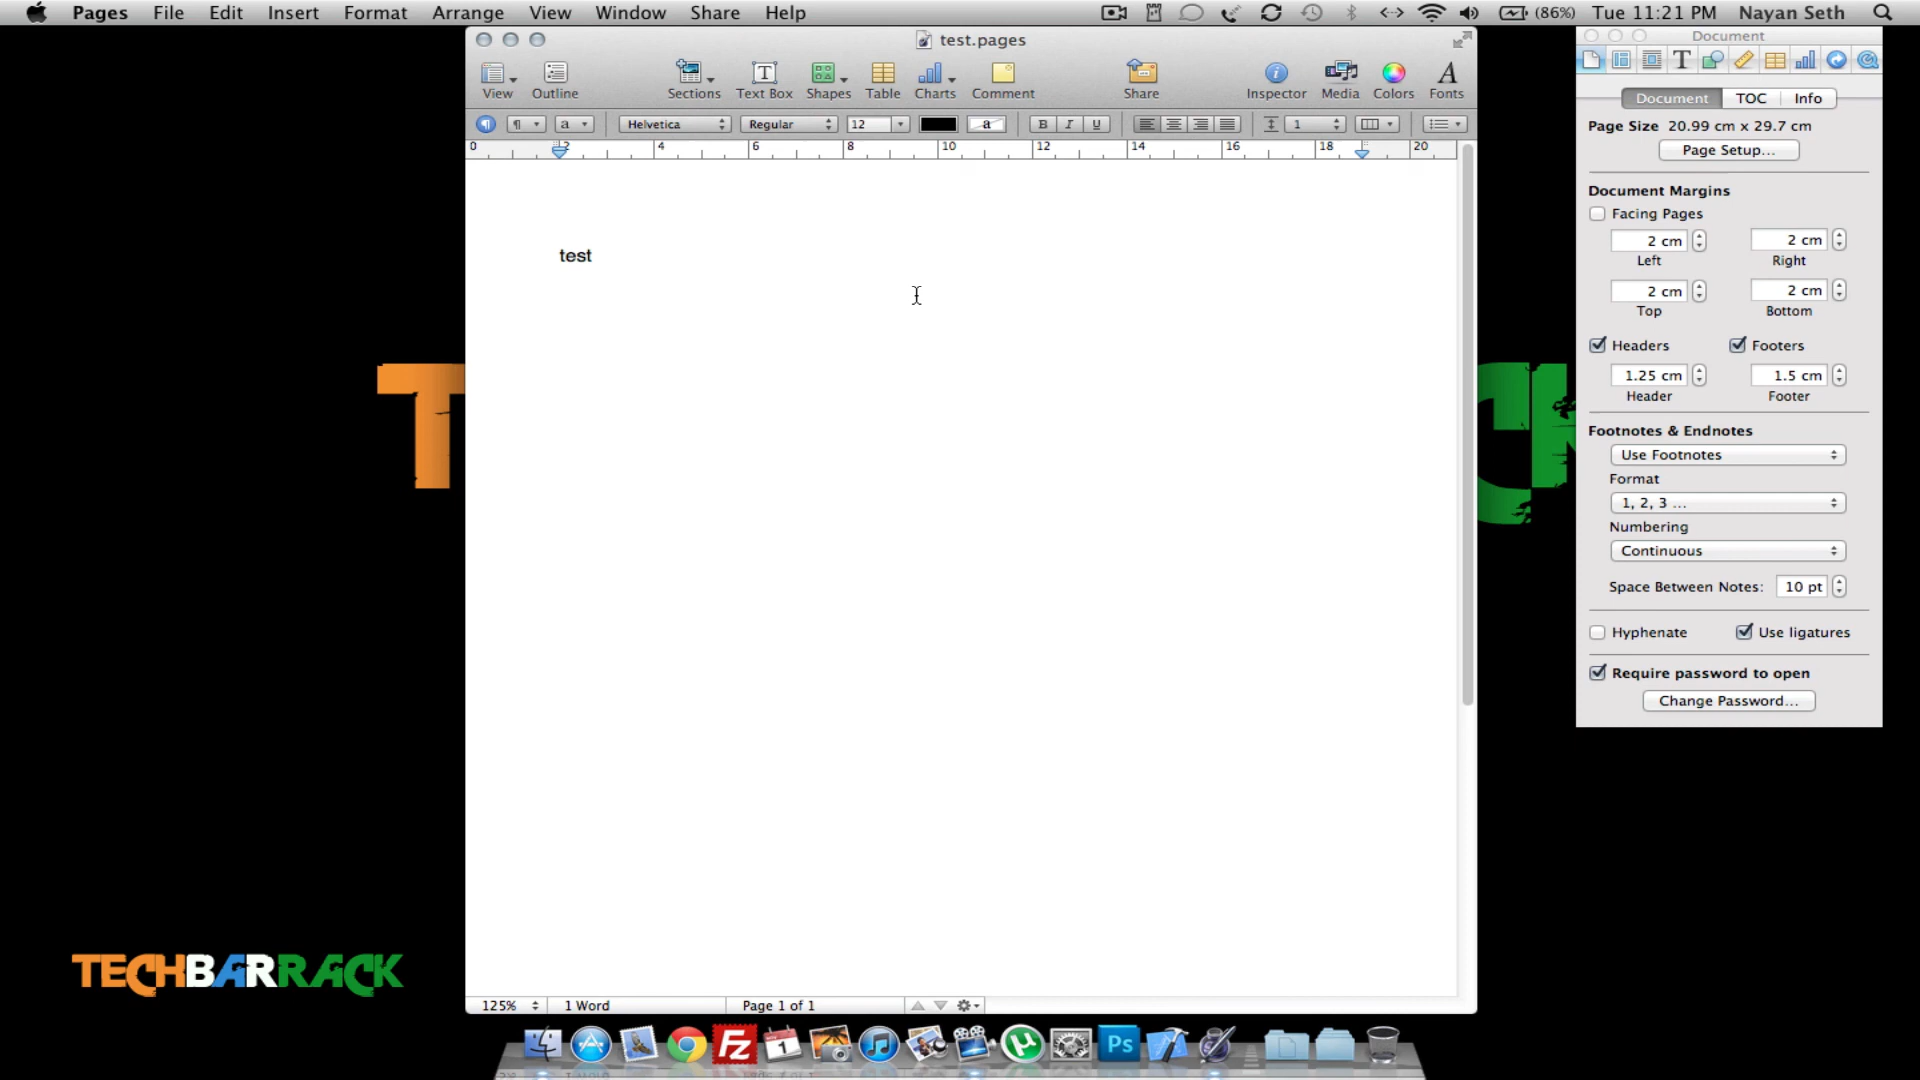 Pages File Edit Insert Format Arrange View Window Share Help (86%) Tue 11:21 PM Nayan Seth
test.pages
View Outline Sections Text Box Shapes Table Charts Comment Share Inspector Media Colors Fonts
a Helvetica Regular 12 a B I U 1
0 2 4 6 8 10 12 14 16 18 20
test
125% 1 Word Page 1 of 1
Document
Document TOC Info
Page Size 20.99 cm x 29.7 cm
Page Setup...
Document Margins
Facing Pages
2 cm 2 cm
Left Right
2 cm 2 cm
Top Bottom
Headers Footers
1.25 cm 1.5 cm
Header Footer
Footnotes & Endnotes
Use Footnotes
Format
1, 2, 3 ...
Numbering
Continuous
Space Between Notes: 10 pt
Hyphenate Use ligatures
Require password to open
Change Password...
TECHBARRACK
T CK
Fz 1 Ps